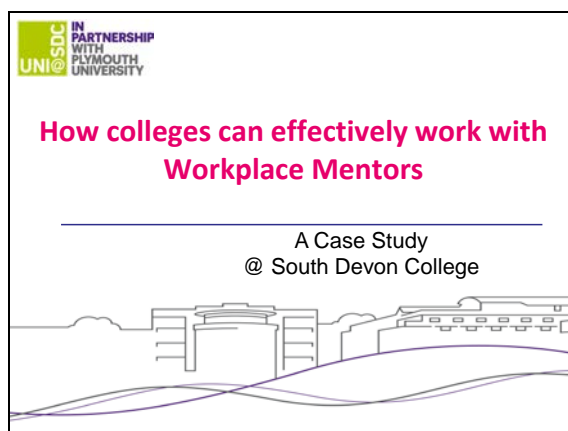 UNI@SDC
IN
PARTNERSHIP
WITH
PLYMOUTH
UNIVERSITY
How colleges can effectively work with
Workplace Mentors
A Case Study
@ South Devon College